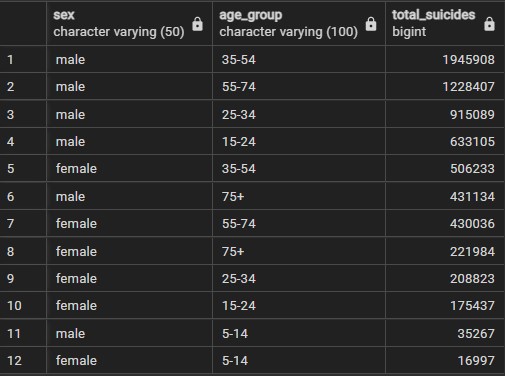 sex age_group total_suicides
character varying (50) character varying (100) bigint
1 male 35-54 1945908
2 male 55-74 1228407
3 male 25-34 915089
4 male 15-24 633105
5 female 35-54 506233
6 male 75+ 431134
7 female 55-74 430036
8 female 75+ 221984
9 female 25-34 208823
10 female 15-24 175437
11 male 5-14 35267
12 female 5-14 16997